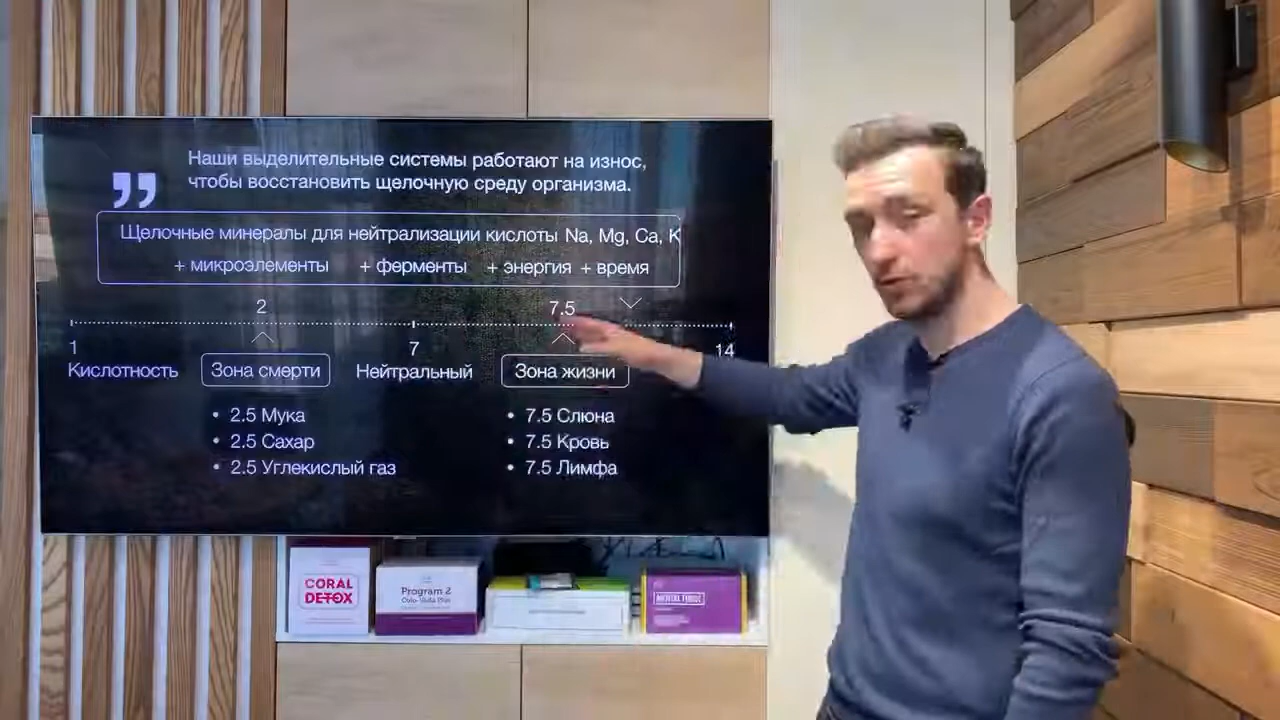 Наши выделительные системы работают на износ,
чтобы восстановить щелочную среду организма.
Щелочные минералы для нейтрализации кислоты Na, Mg, Ca, K
+ микроэлементы + ферменты + энергия + время
2 7.5
1 7 14
Кислотность Зона смерти Нейтральный Зона жизни
• 2.5 Мука
• 2.5 Сахар
• 2.5 Углекислый газ
• 7.5 Слюна
• 7.5 Кровь
• 7.5 Лимфа
CORAL
DETOX
Program 2
Colo-Vada Plus